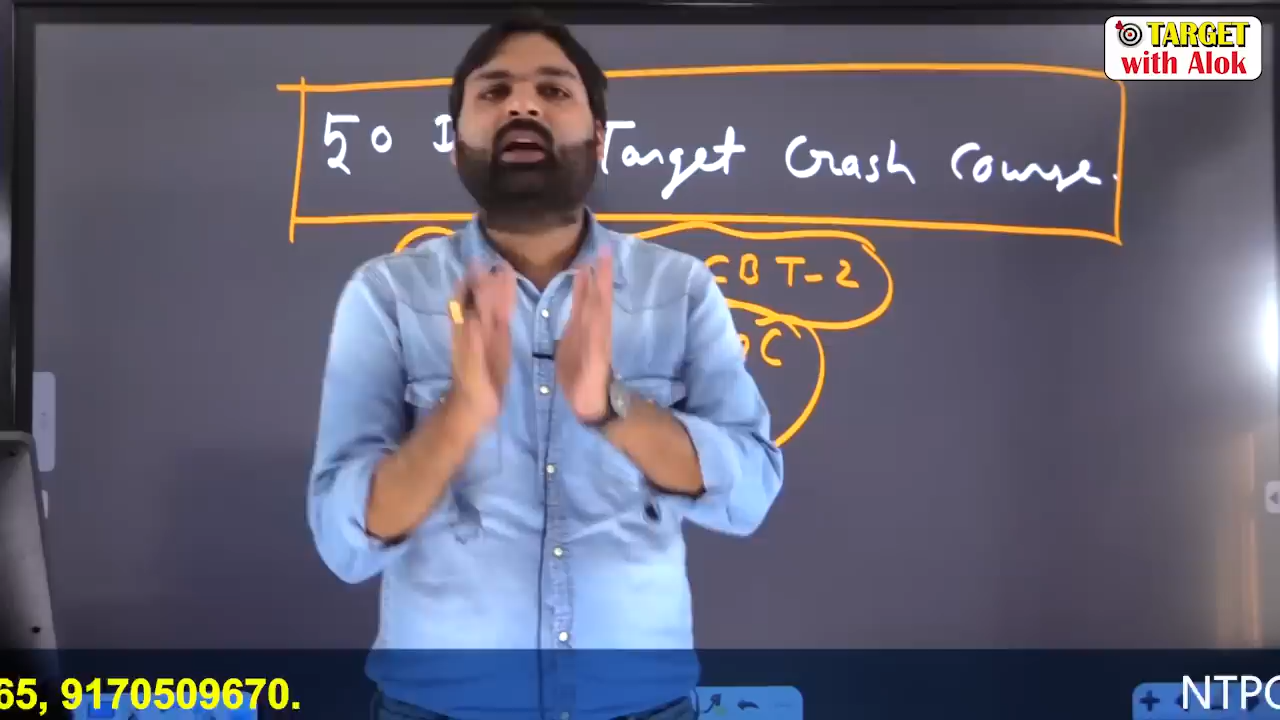 TARGET
with Alok
50 Target Crash Course.
CBT-2
C
65, 9170509670.
NTPC